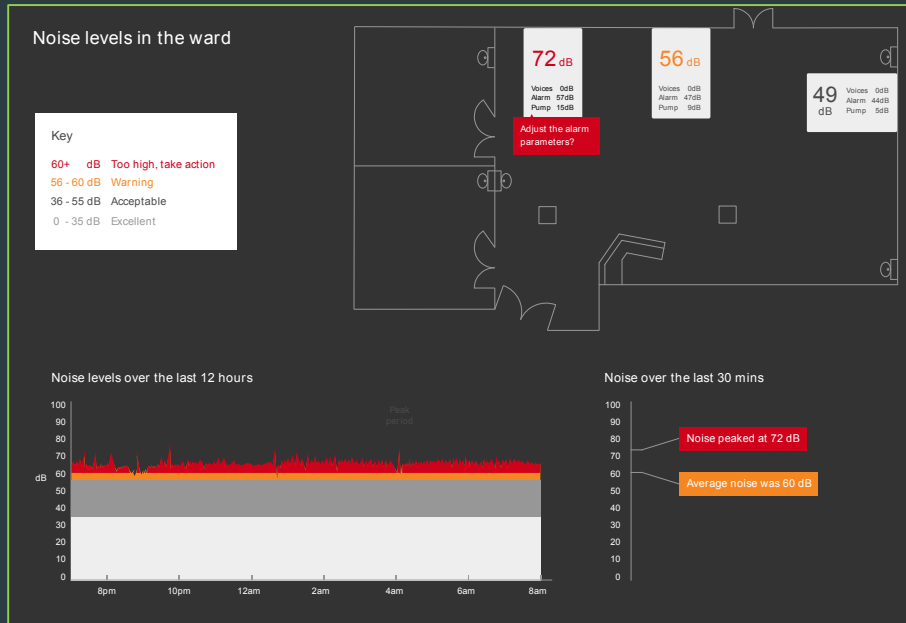 Noise levels in the ward
Key
60+ dB Too high, take action
56 - 60 dB Warning
36 - 55 dB Acceptable
0 - 35 dB Excellent
72 dB
Voices 0dB
Alarm 57dB
Pump 15dB
Adjust the alarm
parameters?
56 dB
Voices 0dB
Alarm 47dB
Pump 9dB
49
dB
Voices 0dB
Alarm 44dB
Pump 5dB
Noise levels over the last 12 hours
Peak
period
100
90
80
70
60
dB
50
40
30
20
10
0
8pm 10pm 12am 2am 4am 6am 8am
Noise over the last 30 mins
100
90
80
70
60
50
40
30
20
10
0
Noise peaked at 72 dB
Average noise was 60 dB